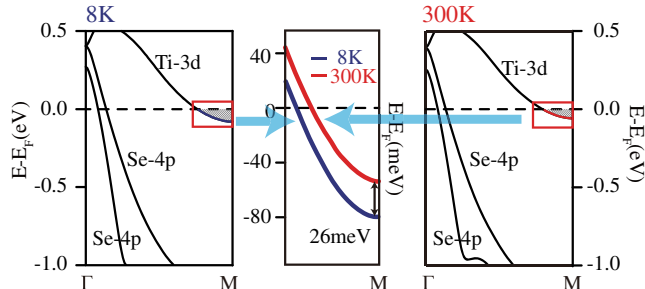 8K
300K
E-E_F(eV)
0.5
0.0
-0.5
-1.0
Ti-3d
Se-4p
Se-4p
Γ
M
40
0
-40
-80
8K
300K
26meV
M
E-E_F(meV)
Ti-3d
Se-4p
Se-4p
Γ
M
0.5
0.0
0.5
-1.0
E-E_F(eV)